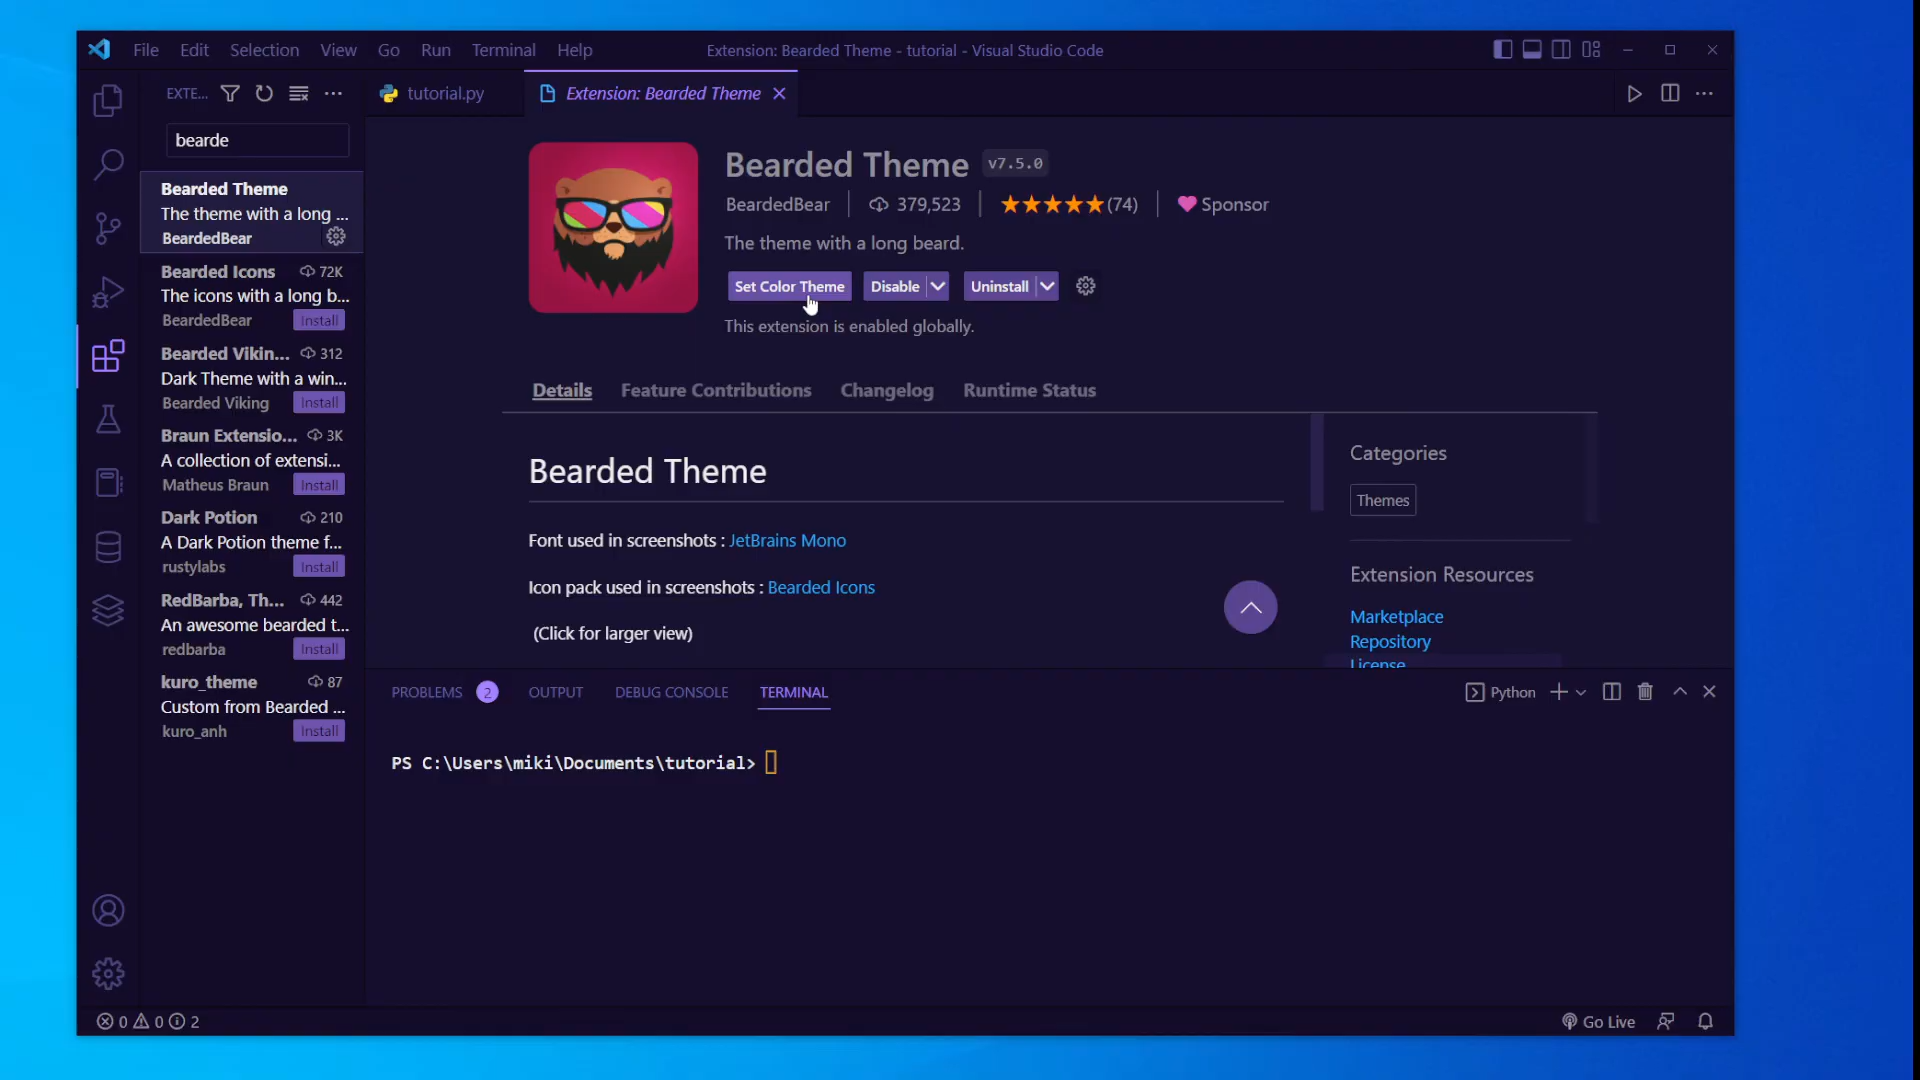 File Edit Selection View Go Run Terminal Help
Extension: Bearded Theme - tutorial - Visual Studio Code
EXTE...
tutorial.py
Extension: Bearded Theme
bearde
Bearded Theme
The theme with a long ...
BeardedBear
Bearded Icons 72K
The icons with a long b...
BeardedBear Install
Bearded Vikin... 312
Dark Theme with a win...
Bearded Viking Install
Braun Extensio... 3K
A collection of extensi...
Matheus Braun Install
Dark Potion 210
A Dark Potion theme f...
rustylabs Install
RedBarba, Th... 442
An awesome bearded t...
redbarba Install
kuro_theme 87
Custom from Bearded ...
kuro_anh Install
Bearded Theme v7.5.0
BeardedBear 379,523 (74) Sponsor
The theme with a long beard.
Set Color Theme Disable Uninstall
This extension is enabled globally.
Details Feature Contributions Changelog Runtime Status
Bearded Theme
Font used in screenshots : JetBrains Mono
Icon pack used in screenshots : Bearded Icons
(Click for larger view)
Categories
Themes
Extension Resources
Marketplace
Repository
License
PROBLEMS 2 OUTPUT DEBUG CONSOLE TERMINAL
Python
PS C:\Users\miki\Documents\tutorial>
0 0 2
Go Live